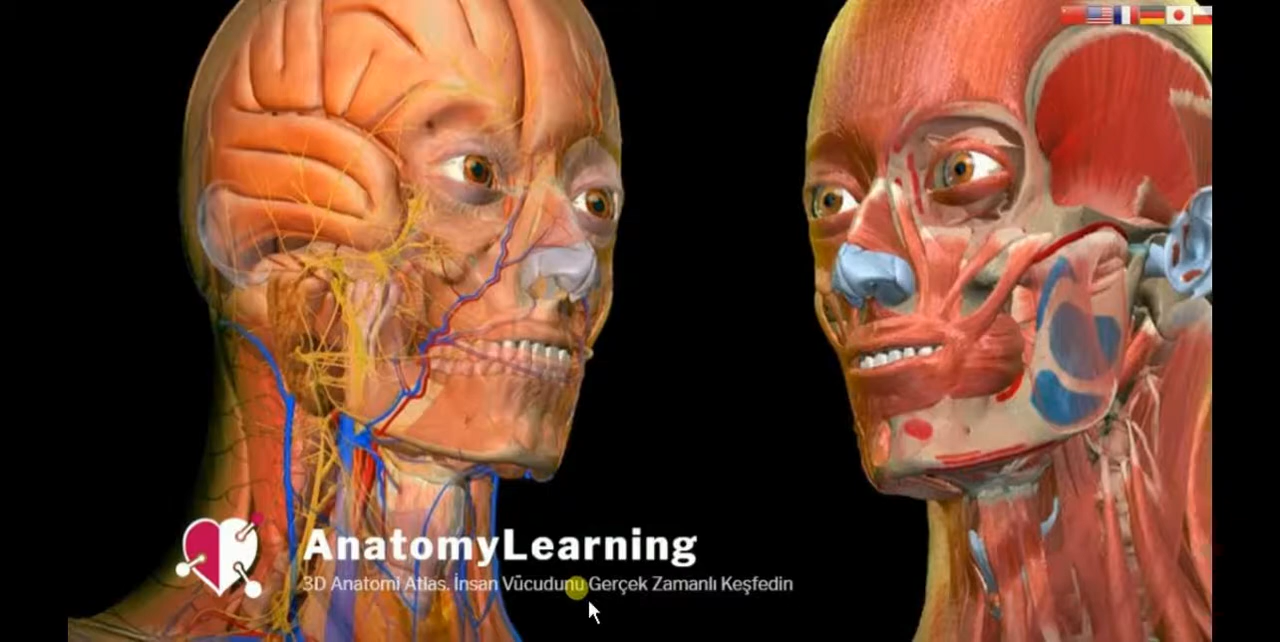 AnatomyLearning
3D Anatomi Atlas. İnsan Vücudunu Gerçek Zamanlı Keşfedin